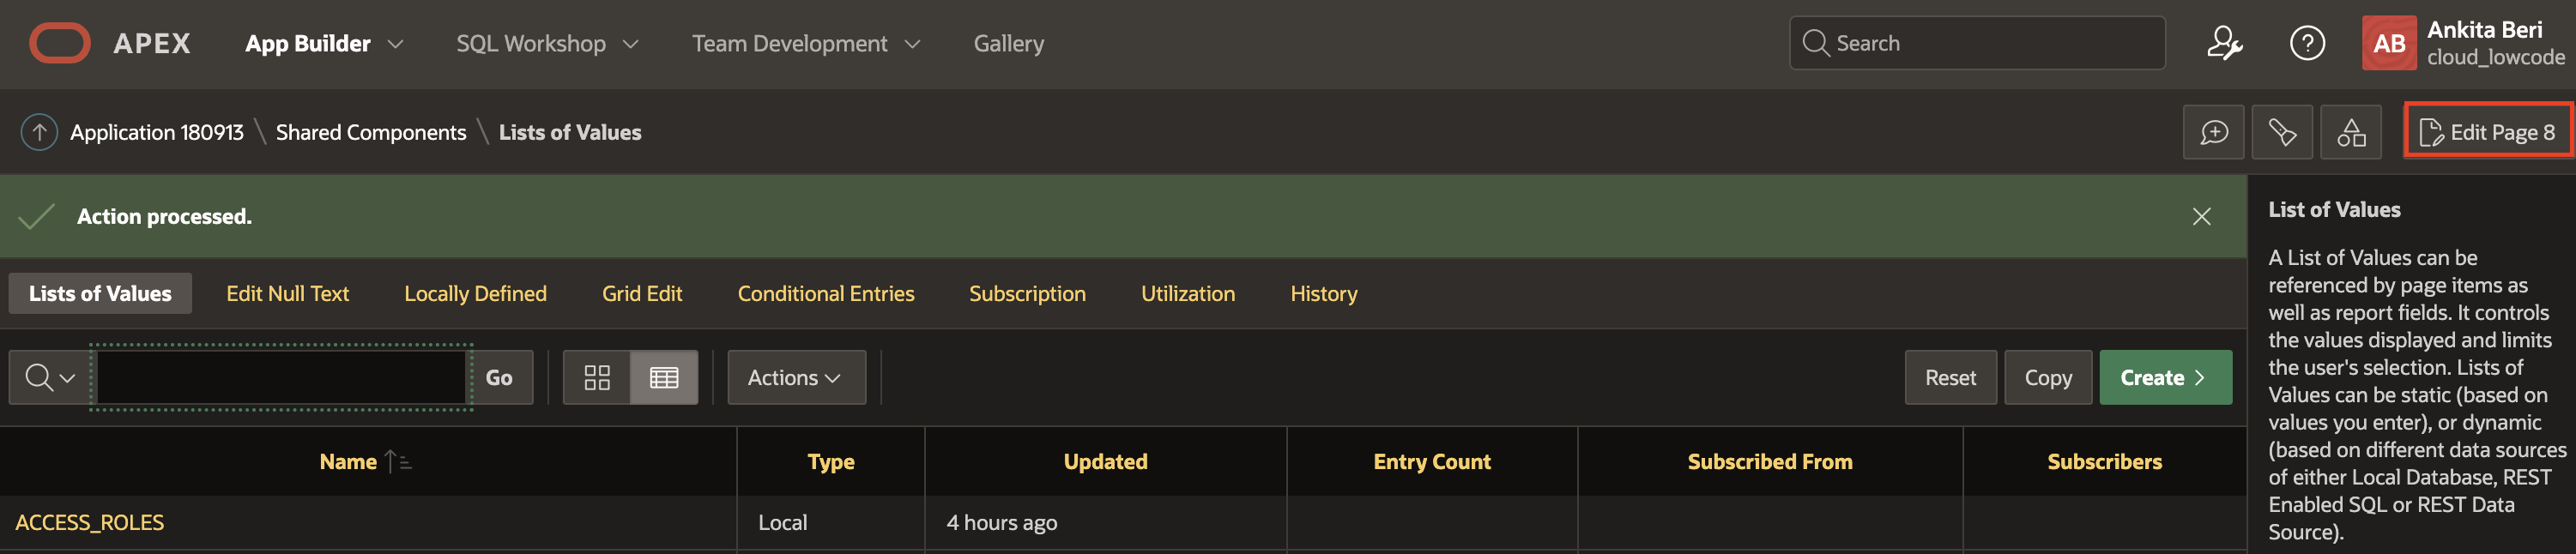 APEX App Builder SQL Workshop Team Development Gallery Search Ankita Beri
cloud_lowcode
AB
Application 180913 \ Shared Components \ Lists of Values Edit Page 8
Action processed.
Lists of Values Edit Null Text Locally Defined Grid Edit Conditional Entries Subscription Utilization History
Go Actions Reset Copy Create
Name Type Updated Entry Count Subscribed From Subscribers
ACCESS_ROLES Local 4 hours ago
List of Values
A List of Values can be
referenced by page items as
well as report fields. It controls
the values displayed and limits
the user's selection. Lists of
Values can be static (based on
values you enter), or dynamic
(based on different data sources
of either Local Database, REST
Enabled SQL or REST Data
Source).